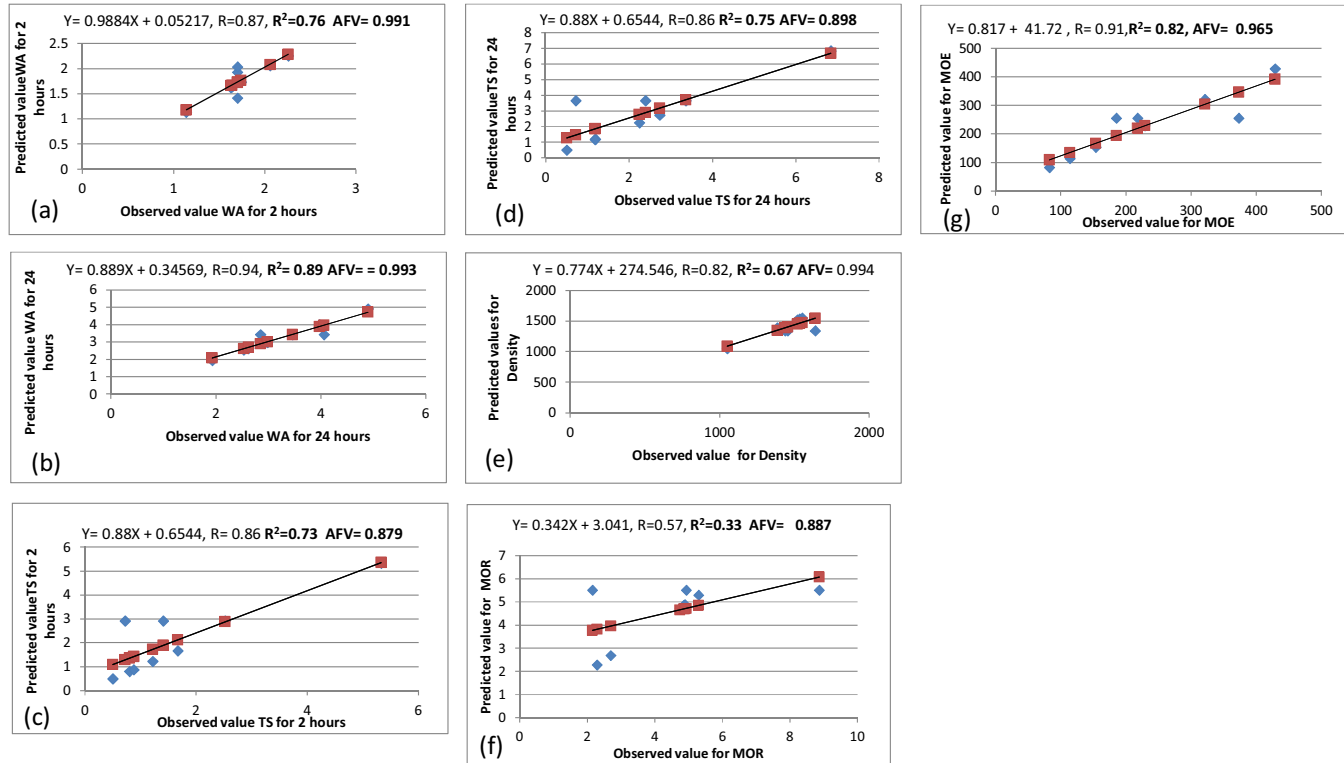 Y= 0.9884X + 0.05217, R=0.87, R²=0.76 AFV= 0.991
Predicted valueWA for 2 hours
2.5
2
1.5
1
0.5
0
0 1 2 3
Observed value WA for 2 hours
(a)
Y= 0.889X + 0.34569, R=0.94, R²= 0.89 AFV= = 0.993
Predicted value WA for 24 hours
6
5
4
3
2
1
0
0 2 4 6
Observed value WA for 24 hours
(b)
Y= 0.88X + 0.6544, R= 0.86 R²=0.73 AFV= 0.879
Predicted valueTS for 2 hours
6
5
4
3
2
1
0
0 2 4 6
Observed value TS for 2 hours
(c)
Y= 0.88X + 0.6544, R=0.86 R²= 0.75 AFV= 0.898
Predicted valueTS for 24 hours
8
7
6
5
4
3
2
1
0
0 2 4 6 8
Observed value TS for 24 hours
(d)
Y = 0.774X + 274.546, R=0.82, R²= 0.67 AFV= 0.994
Predicted values for Density
2000
1500
1000
500
0
0 1000 2000
Observed value for Density
(e)
Y= 0.342X + 3.041, R=0.57, R²=0.33 AFV= 0.887
Predicted value for MOR
7
6
5
4
3
2
1
0
0 2 4 6 8 10
Observed value for MOR
(f)
Y= 0.817 + 41.72 , R= 0.91,R²= 0.82, AFV= 0.965
Predicted value for MOE
500
400
300
200
100
0
0 100 200 300 400 500
Observed value for MOE
(g)